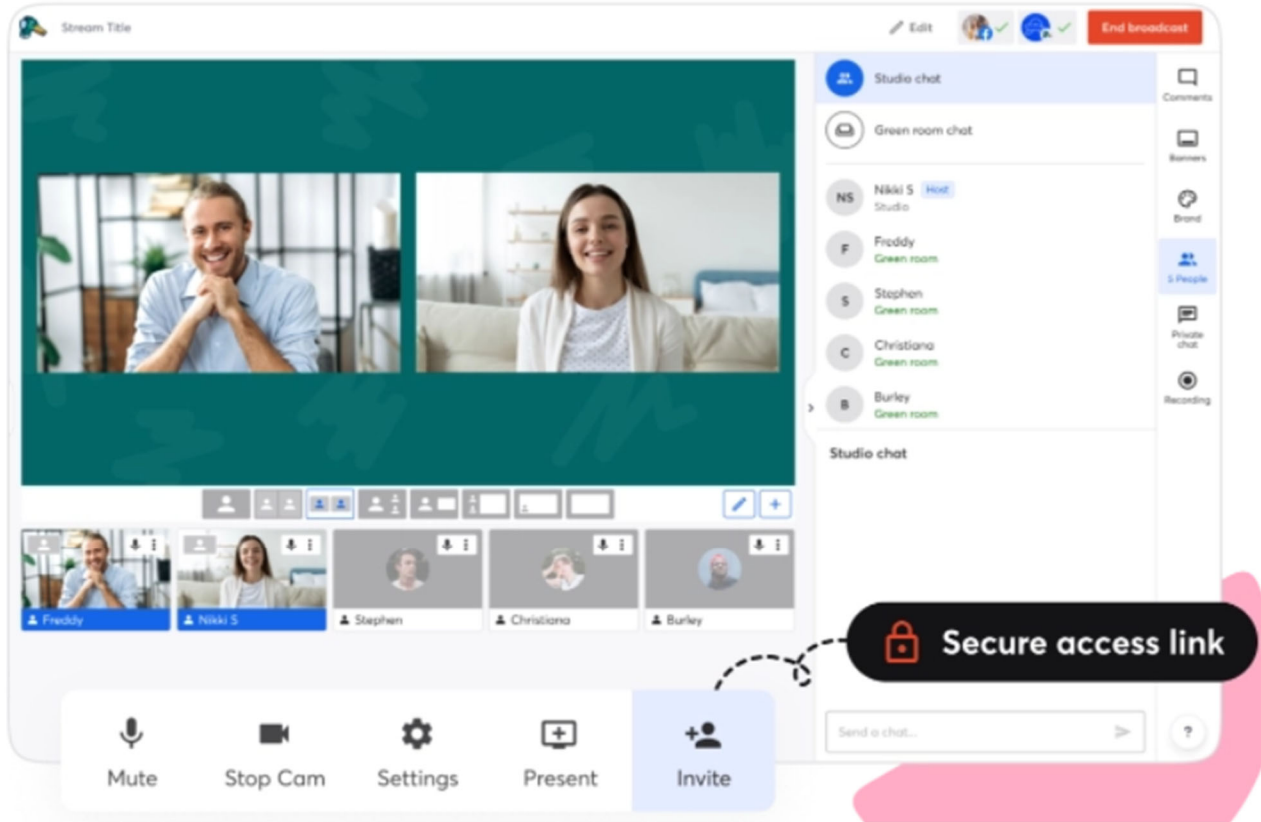 Stream Title
Edit
End broadcast
Studio chat
Green room chat
NS
Nikki S
Host
Studio
F
Freddy
Green room
S
Stephen
Green room
C
Christiana
Green room
B
Burley
Green room
Studio chat
Comments
Banners
Brand
5 People
Private
chat
Recording
Freddy
Nikki S
Stephen
Christiana
Burley
Secure access link
Send a chat...
?
Mute
Stop Cam
Settings
Present
Invite